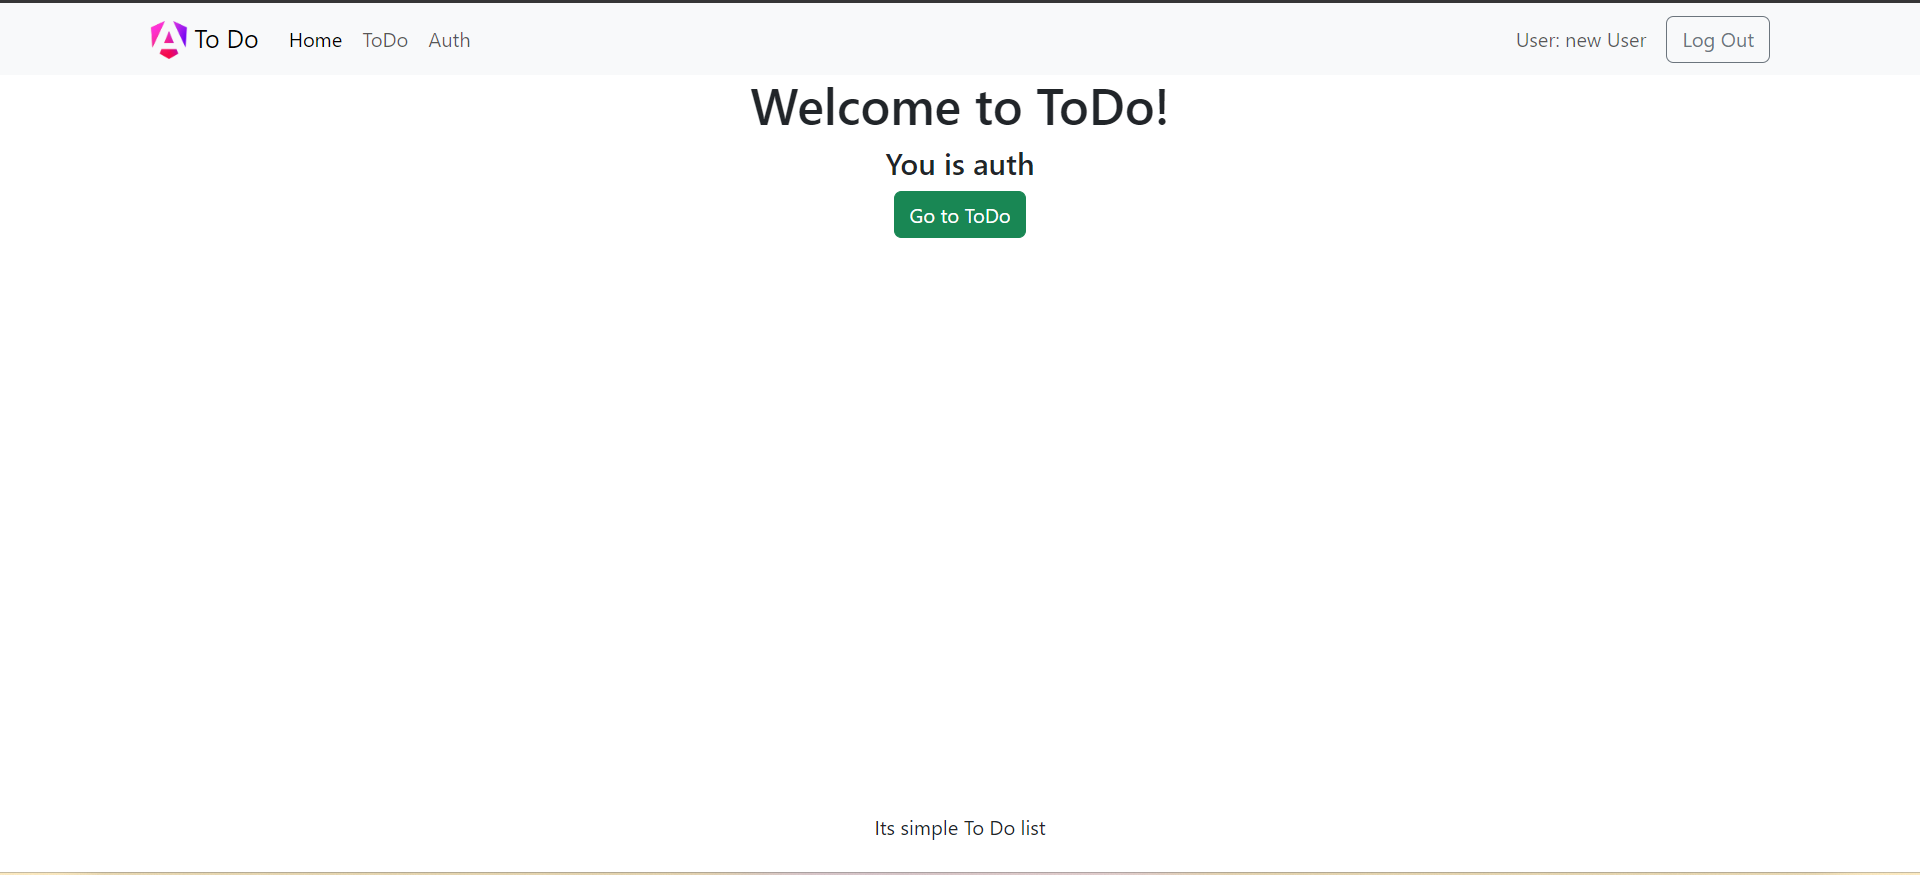 To Do Home ToDo Auth User: new User Log Out
Welcome to ToDo!
You is auth
Go to ToDo
Its simple To Do list